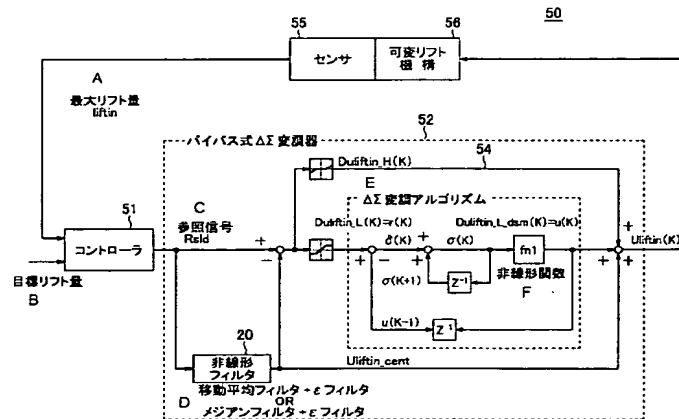 50
55
56
センサ
可変リフト
機 構
A
最大リフト量
liftin
52
バイパス式ΔΣ変調器
Duliftin_H(K)
54
E
ΔΣ変調アルゴリズム
51
C
参照信号
Rsld
Duliftin_L(K)=r(K)
Duliftin_L_dsm(K)=u(K)
コントローラ
+
−
δ(K)
+
σ(K)
fn1
+
Uliftin(K)
+
−
+
+
+
目標リフト量
B
σ(K+1)
Z⁻¹
非線形関数
F
u(K-1)
Z⁻¹
20
非線形
フィルタ
Uliftin_cent
D
移動平均フィルタ+εフィルタ
OR
メジアンフィルタ+εフィルタ